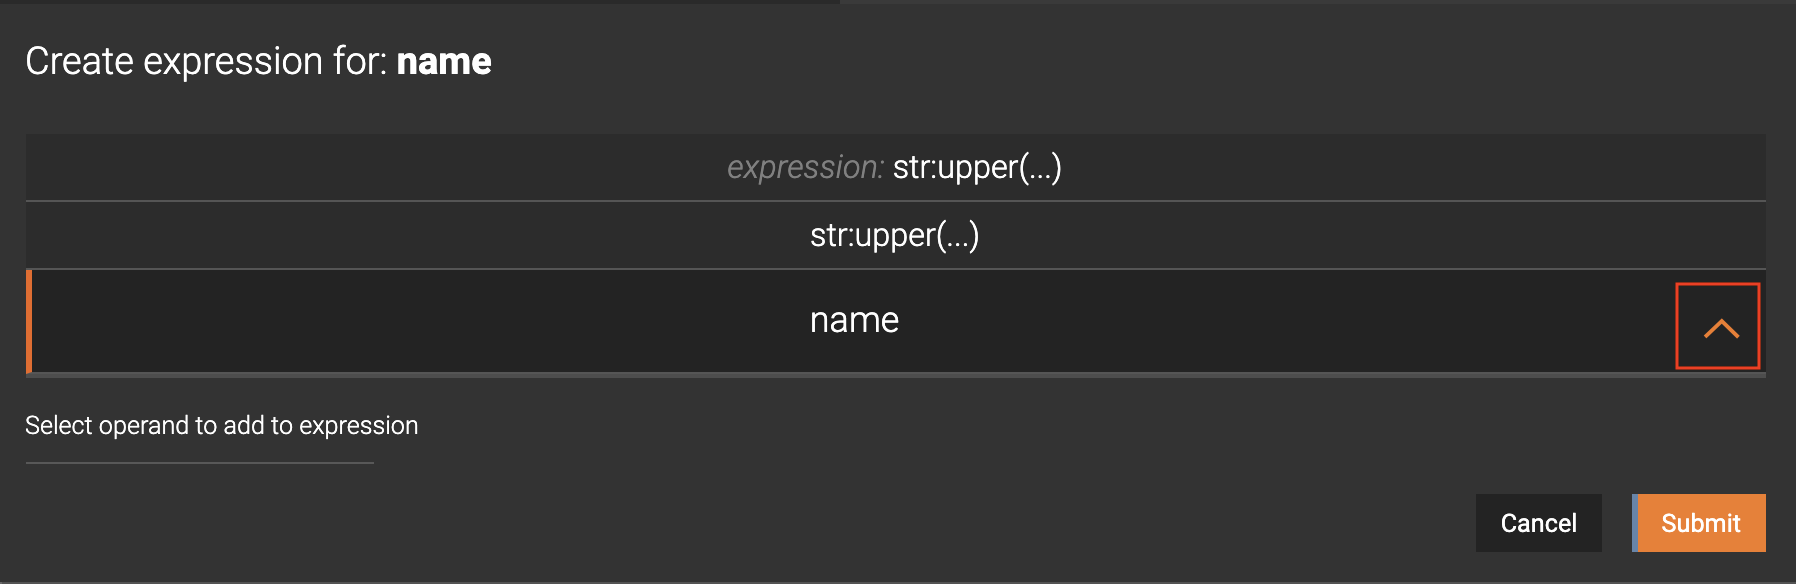 Create expression for: name
expression: str:upper(...)
str:upper(...)
name
Select operand to add to expression
Cancel
Submit